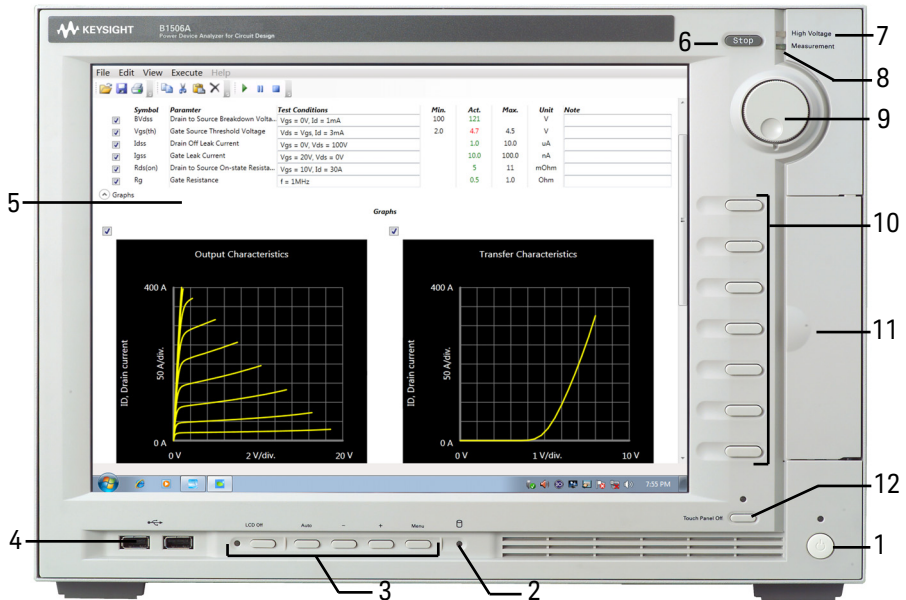 KEYSIGHT B1506A
Power Device Analyzer for Circuit Design
6 Stop
High Voltage 7
Measurement
8
9
File Edit View Execute Help
Symbol Paramter Test Conditions Min. Act. Max. Unit Note
BVdss Drain to Source Breakdown Volta... Vgs = 0V, Id = 1mA 100 121 V
Vgs(th) Gate Source Threshold Voltage Vds = Vgs, Id = 3mA 2.0 4.7 4.5 V
Idss Drain Off Leak Current Vgs = 0V, Vds = 100V 1.0 10.0 uA
Igss Gate Leak Current Vgs = 20V, Vds = 0V 10.0 100.0 nA
Rds(on) Drain to Source On-state Resista... Vgs = 10V, Id = 30A 5 11 mOhm
Rg Gate Resistance f = 1MHz 0.5 1.0 Ohm
Graphs
5
Graphs
10
11
Output Characteristics
400 A
ID, Drain current
50 A/div.
0 A
0 V 2 V/div. 20 V
Transfer Characteristics
400 A
ID, Drain current
50 A/div.
0 A
0 V 1 V/div. 10 V
7:55 PM
12
Touch Panel Off
4
LCD Off Auto − + Menu
1
3
2